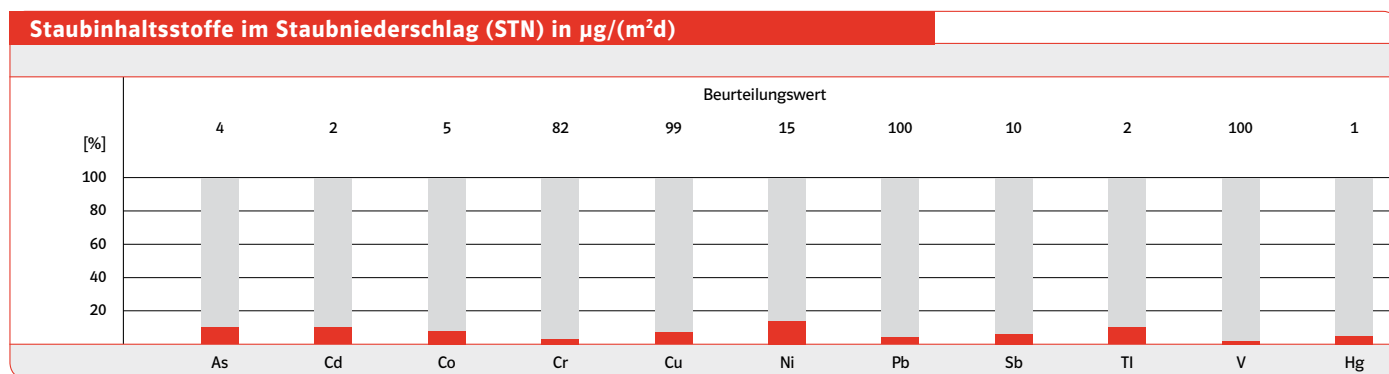 Staubinhaltsstoffe im Staubniederschlag (STN) in µg/(m²d)
Beurteilungswert
4 2 5 82 99 15 100 10 2 100 1
[%]
100
80
60
40
20
As Cd Co Cr Cu Ni Pb Sb Tl V Hg